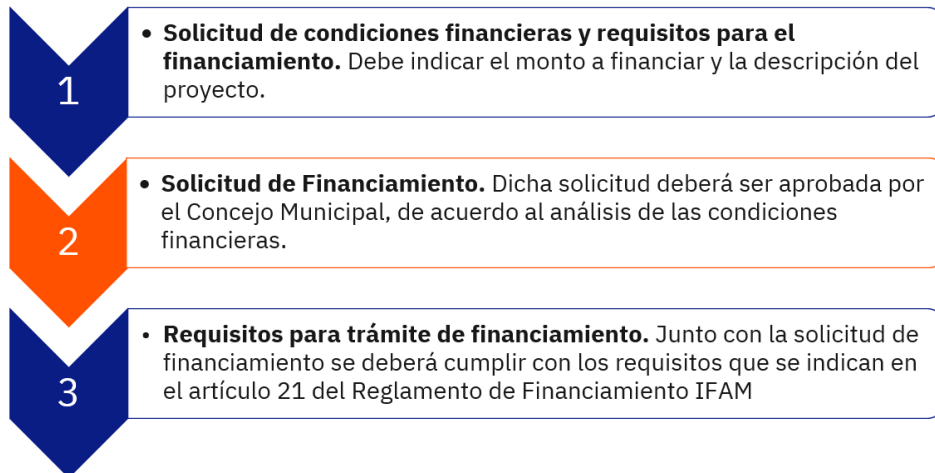 1
• Solicitud de condiciones financieras y requisitos para el
financiamiento. Debe indicar el monto a financiar y la descripción del
proyecto.
2
• Solicitud de Financiamiento. Dicha solicitud deberá ser aprobada por
el Concejo Municipal, de acuerdo al análisis de las condiciones
financieras.
3
• Requisitos para trámite de financiamiento. Junto con la solicitud de
financiamiento se deberá cumplir con los requisitos que se indican en
el artículo 21 del Reglamento de Financiamiento IFAM